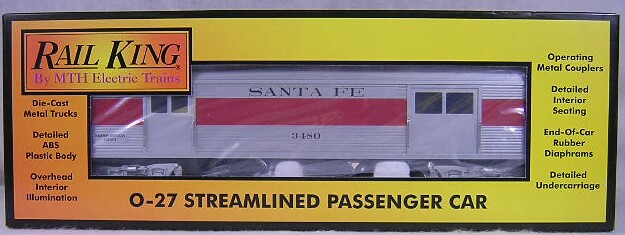 RAIL KING®
By MTH Electric Trains
Die-Cast
Metal Trucks
Detailed
ABS
Plastic Body
Overhead
Interior
Illumination
SANTA FE
3480
Operating
Metal Couplers
Detailed
Interior
Seating
End-Of-Car
Rubber
Diaphrams
Detailed
Undercarriage
O-27 STREAMLINED PASSENGER CAR